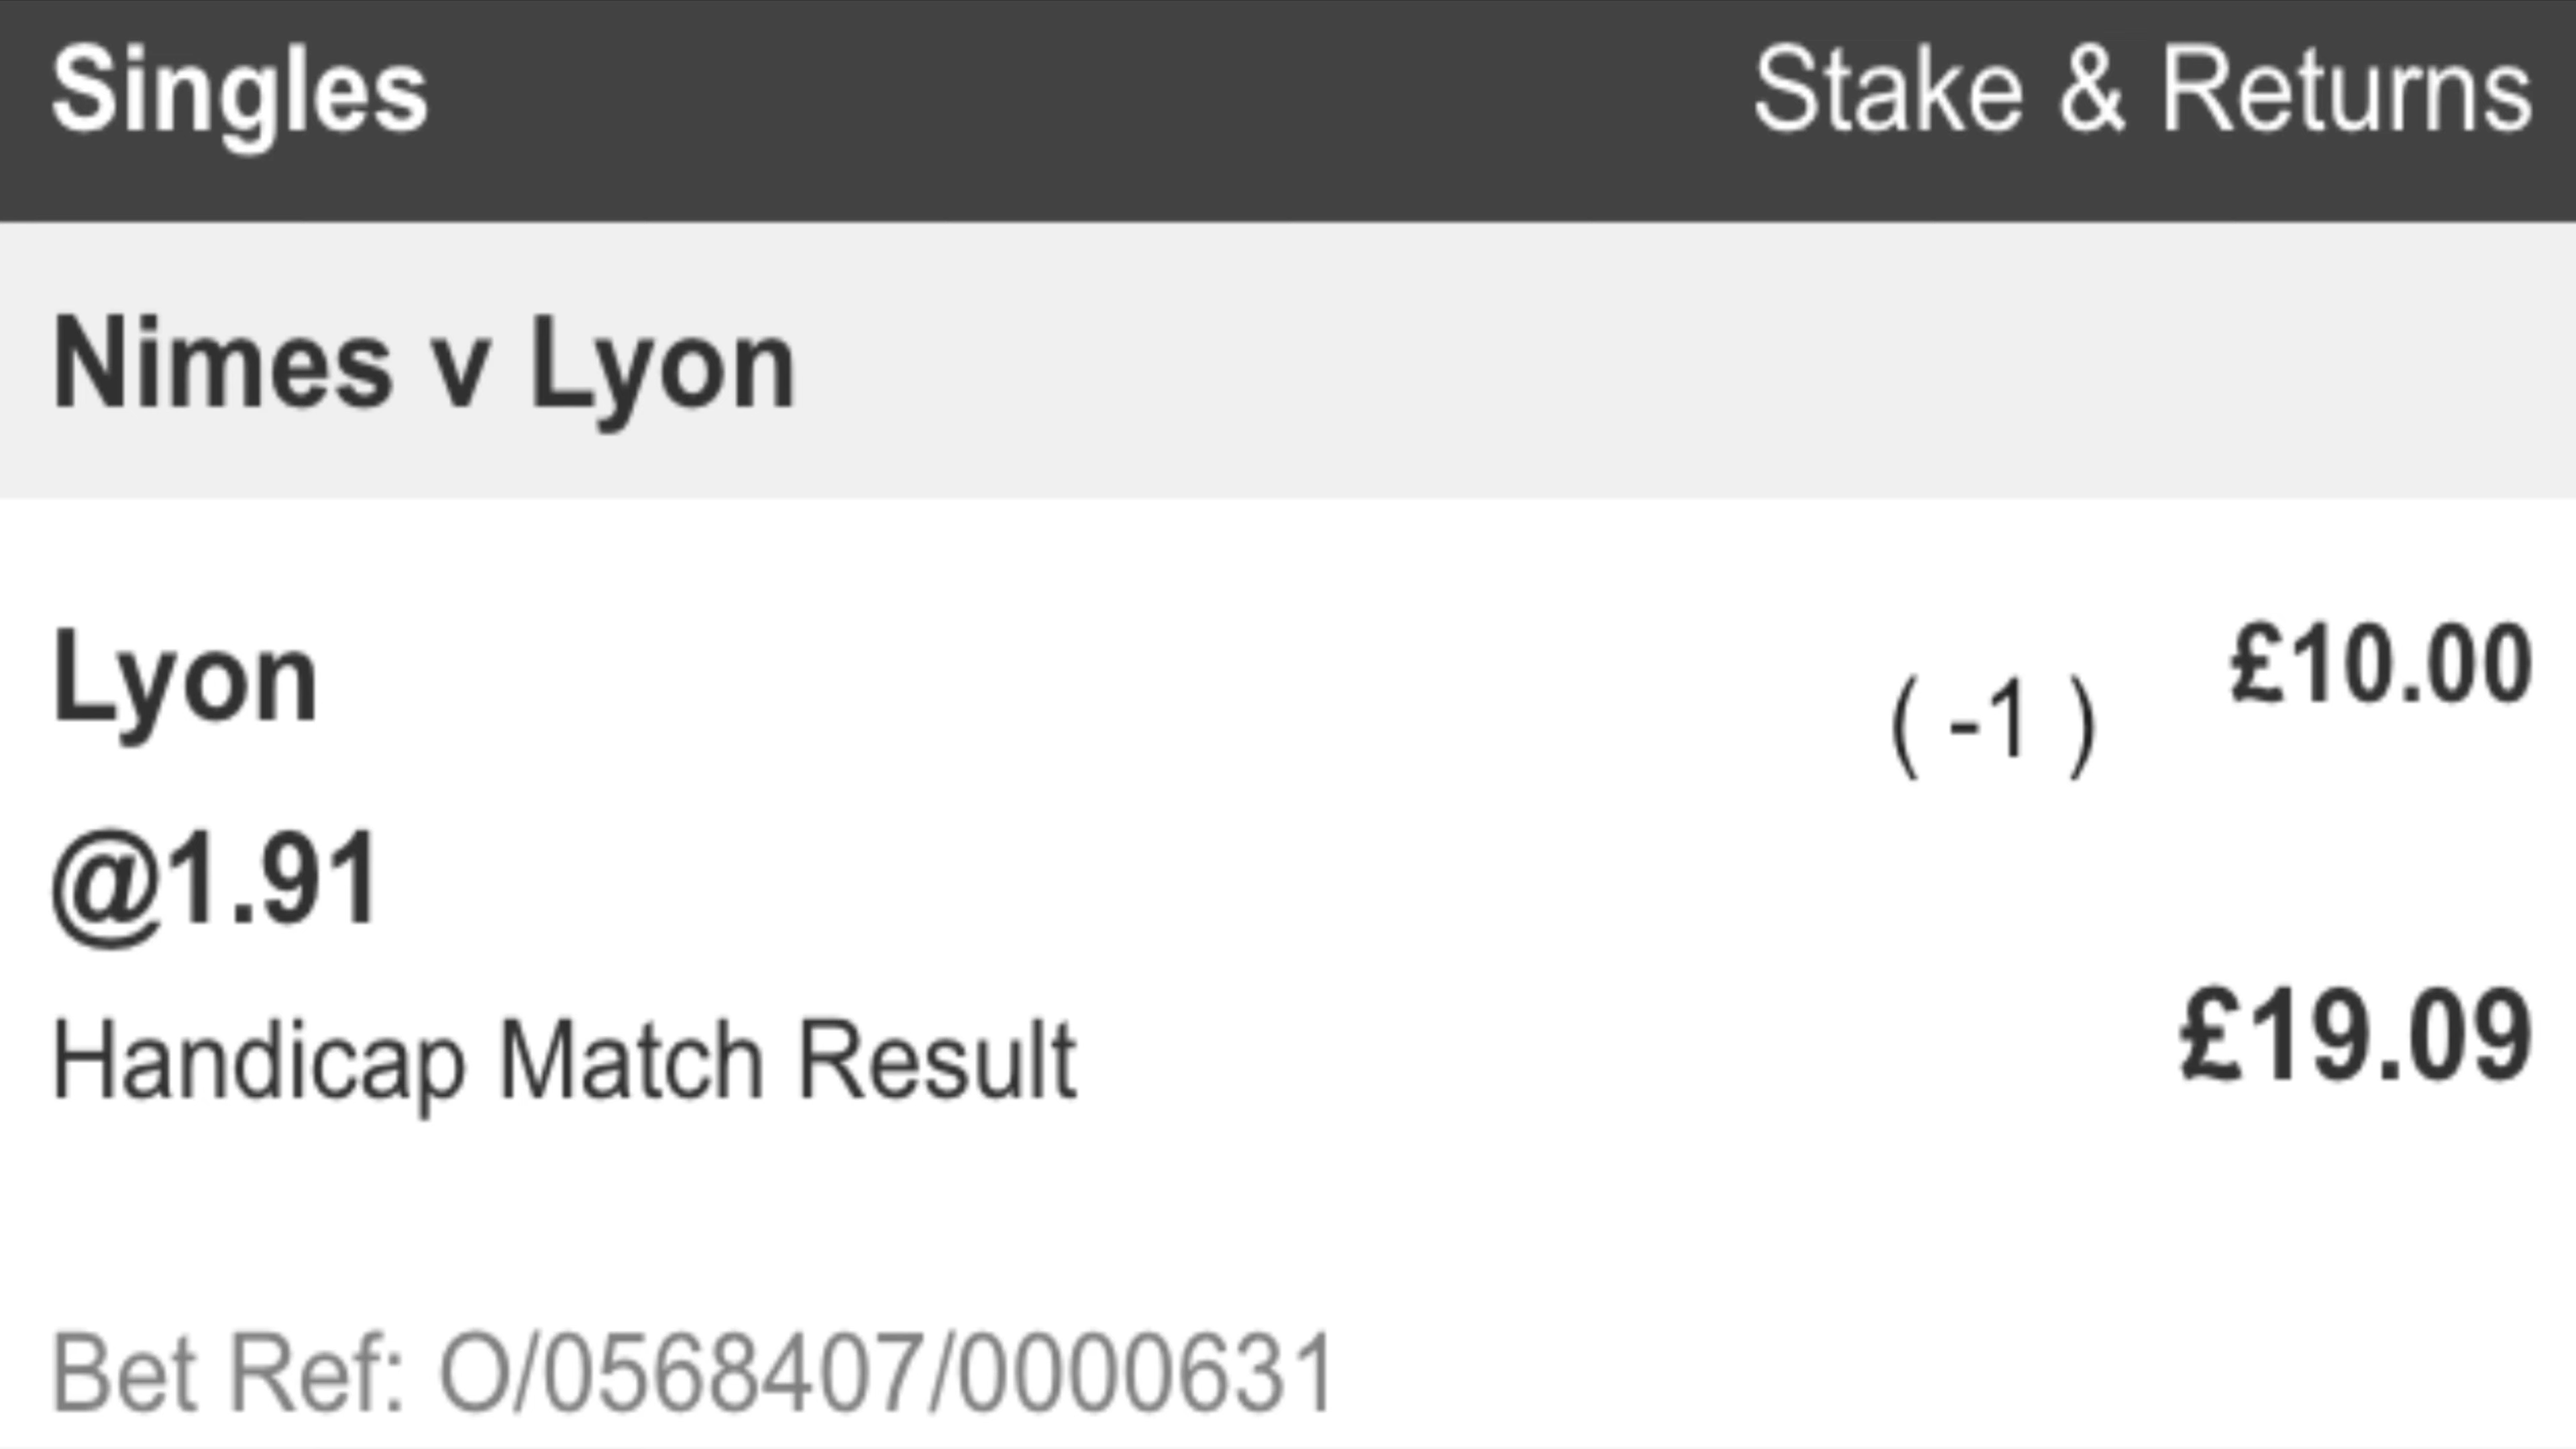 Singles Stake & Returns
Nimes v Lyon
Lyon ( -1 ) £10.00
@1.91
Handicap Match Result £19.09
Bet Ref: O/0568407/0000631